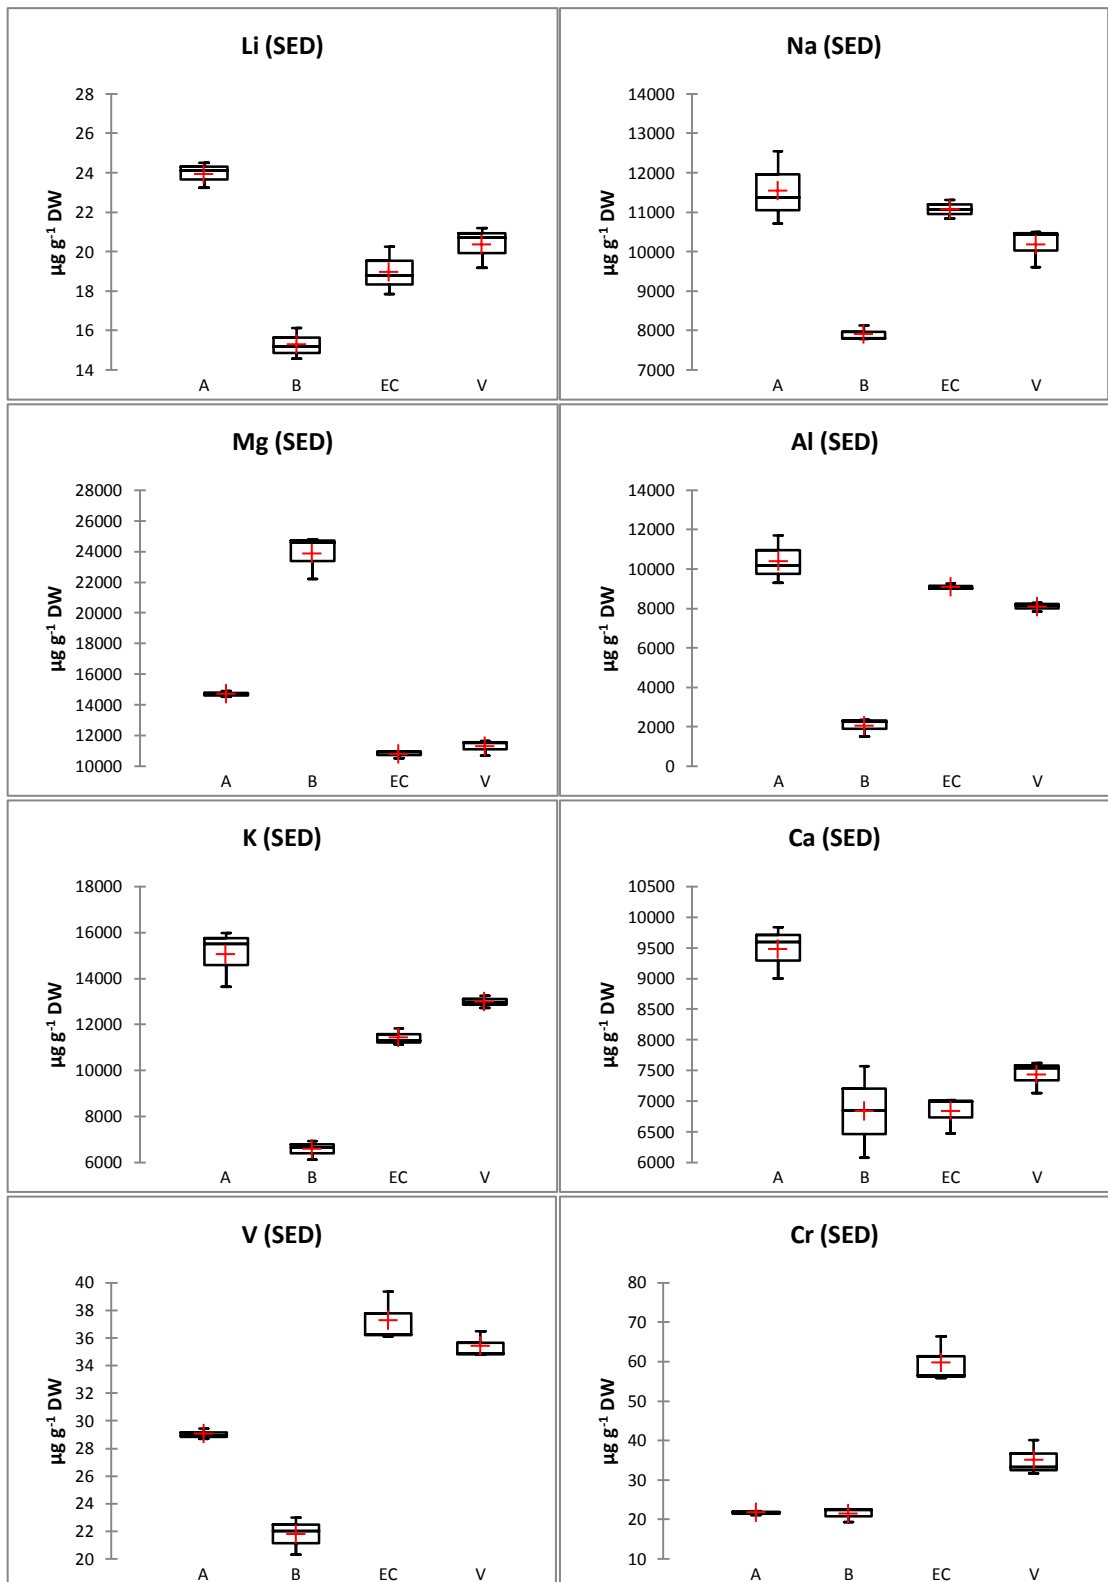 Li (SED)
28
26
24
22
20
18
16
14
µg g⁻¹ DW
A B EC V
Na (SED)
14000
13000
12000
11000
10000
9000
8000
7000
µg g⁻¹ DW
A B EC V
Mg (SED)
28000
26000
24000
22000
20000
18000
16000
14000
12000
10000
µg g⁻¹ DW
A B EC V
Al (SED)
14000
12000
10000
8000
6000
4000
2000
0
µg g⁻¹ DW
A B EC V
K (SED)
18000
16000
14000
12000
10000
8000
6000
µg g⁻¹ DW
A B EC V
Ca (SED)
10500
10000
9500
9000
8500
8000
7500
7000
6500
6000
µg g⁻¹ DW
A B EC V
V (SED)
40
38
36
34
32
30
28
26
24
22
20
µg g⁻¹ DW
A B EC V
Cr (SED)
80
70
60
50
40
30
20
10
µg g⁻¹ DW
A B EC V